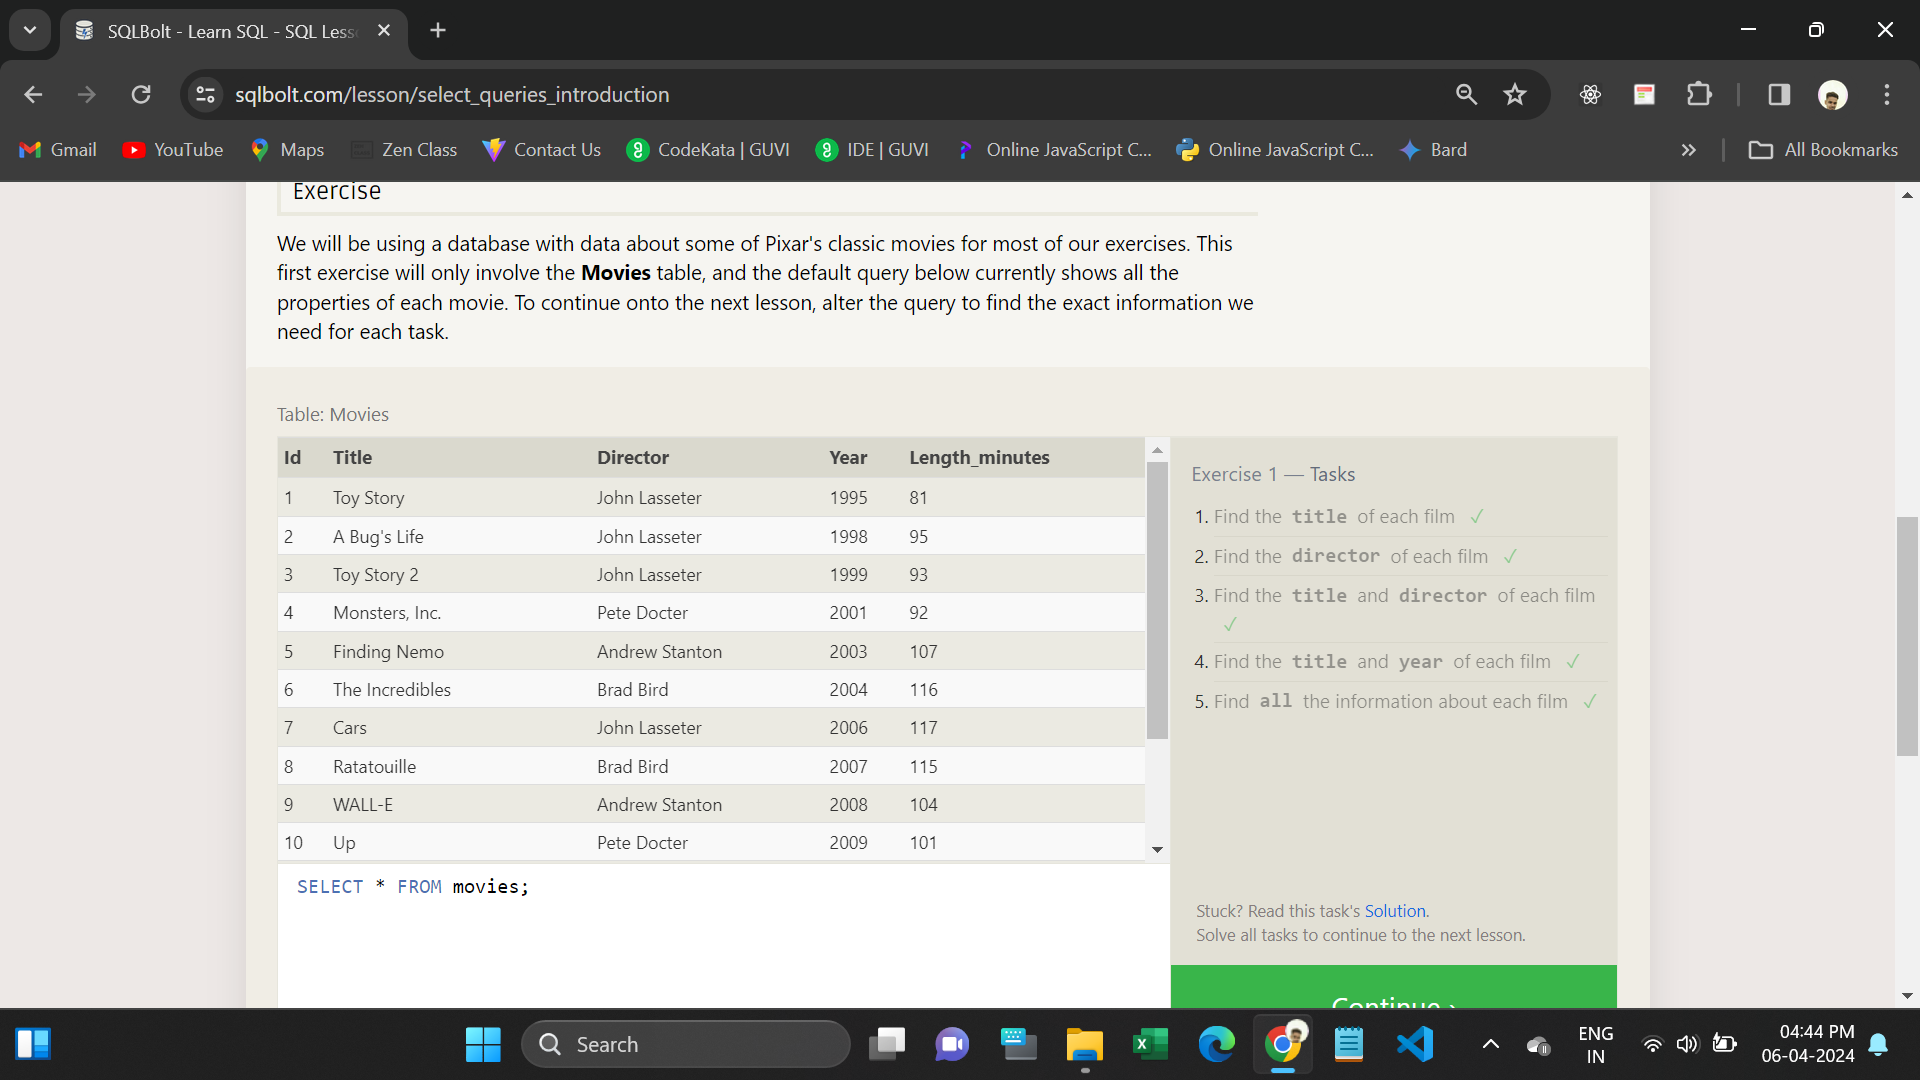 SQLBolt - Learn SQL - SQL Less
sqlbolt.com/lesson/select_queries_introduction
Gmail YouTube Maps Zen Class Contact Us CodeKata | GUVI IDE | GUVI Online JavaScript C... Online JavaScript C... Bard » All Bookmarks
Exercise
We will be using a database with data about some of Pixar's classic movies for most of our exercises. This
first exercise will only involve the Movies table, and the default query below currently shows all the
properties of each movie. To continue onto the next lesson, alter the query to find the exact information we
need for each task.
Table: Movies
Id Title Director Year Length_minutes
1 Toy Story John Lasseter 1995 81
2 A Bug's Life John Lasseter 1998 95
3 Toy Story 2 John Lasseter 1999 93
4 Monsters, Inc. Pete Docter 2001 92
5 Finding Nemo Andrew Stanton 2003 107
6 The Incredibles Brad Bird 2004 116
7 Cars John Lasseter 2006 117
8 Ratatouille Brad Bird 2007 115
9 WALL-E Andrew Stanton 2008 104
10 Up Pete Docter 2009 101
SELECT * FROM movies;
Exercise 1 — Tasks
1. Find the title of each film ✓
2. Find the director of each film ✓
3. Find the title and director of each film
✓
4. Find the title and year of each film ✓
5. Find all the information about each film ✓
Stuck? Read this task's Solution.
Solve all tasks to continue to the next lesson.
Continue ›
Search
ENG
IN
04:44 PM
06-04-2024